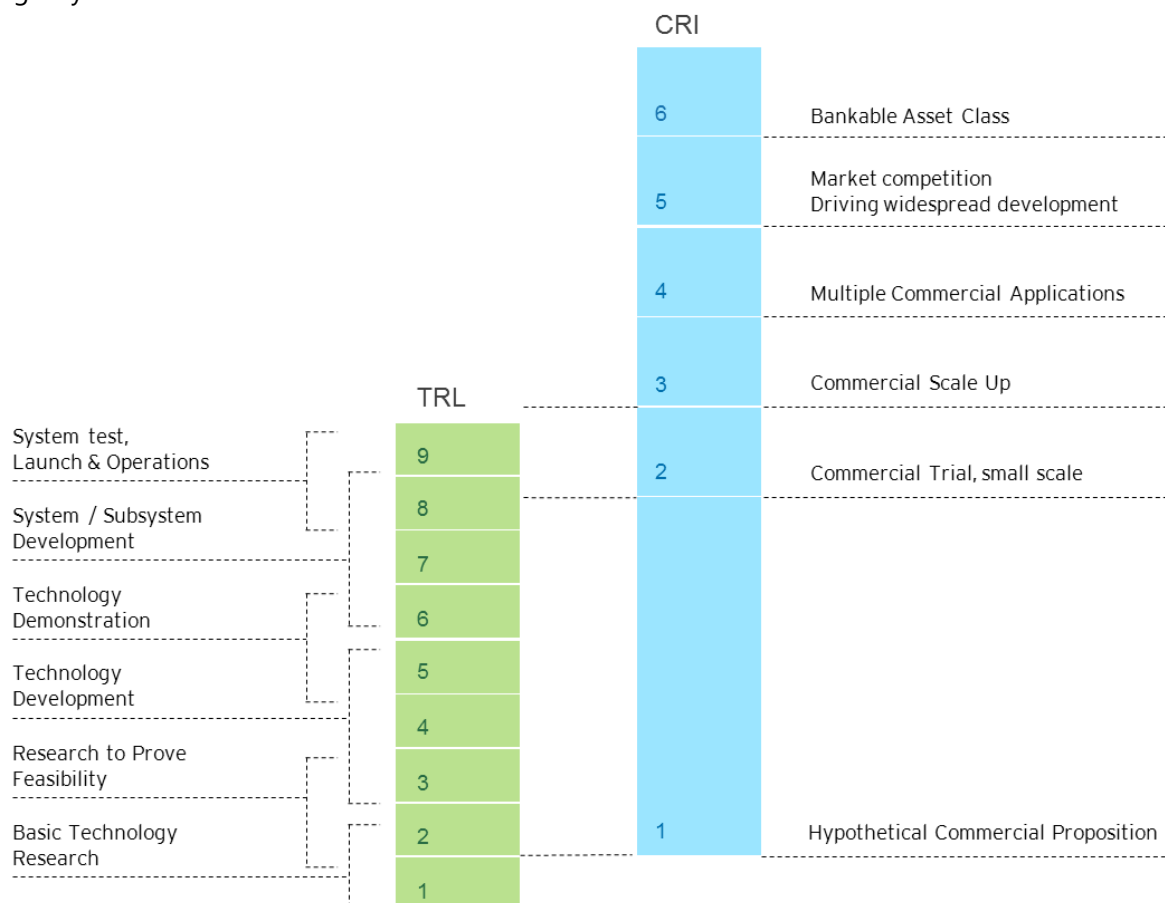 CRI
6
Bankable Asset Class
5
Market competition
Driving widespread development
4
Multiple Commercial Applications
3
Commercial Scale Up
2
Commercial Trial, small scale
1
Hypothetical Commercial Proposition
TRL
9
8
7
6
5
4
3
2
1
System test,
Launch & Operations
System / Subsystem
Development
Technology
Demonstration
Technology
Development
Research to Prove
Feasibility
Basic Technology
Research